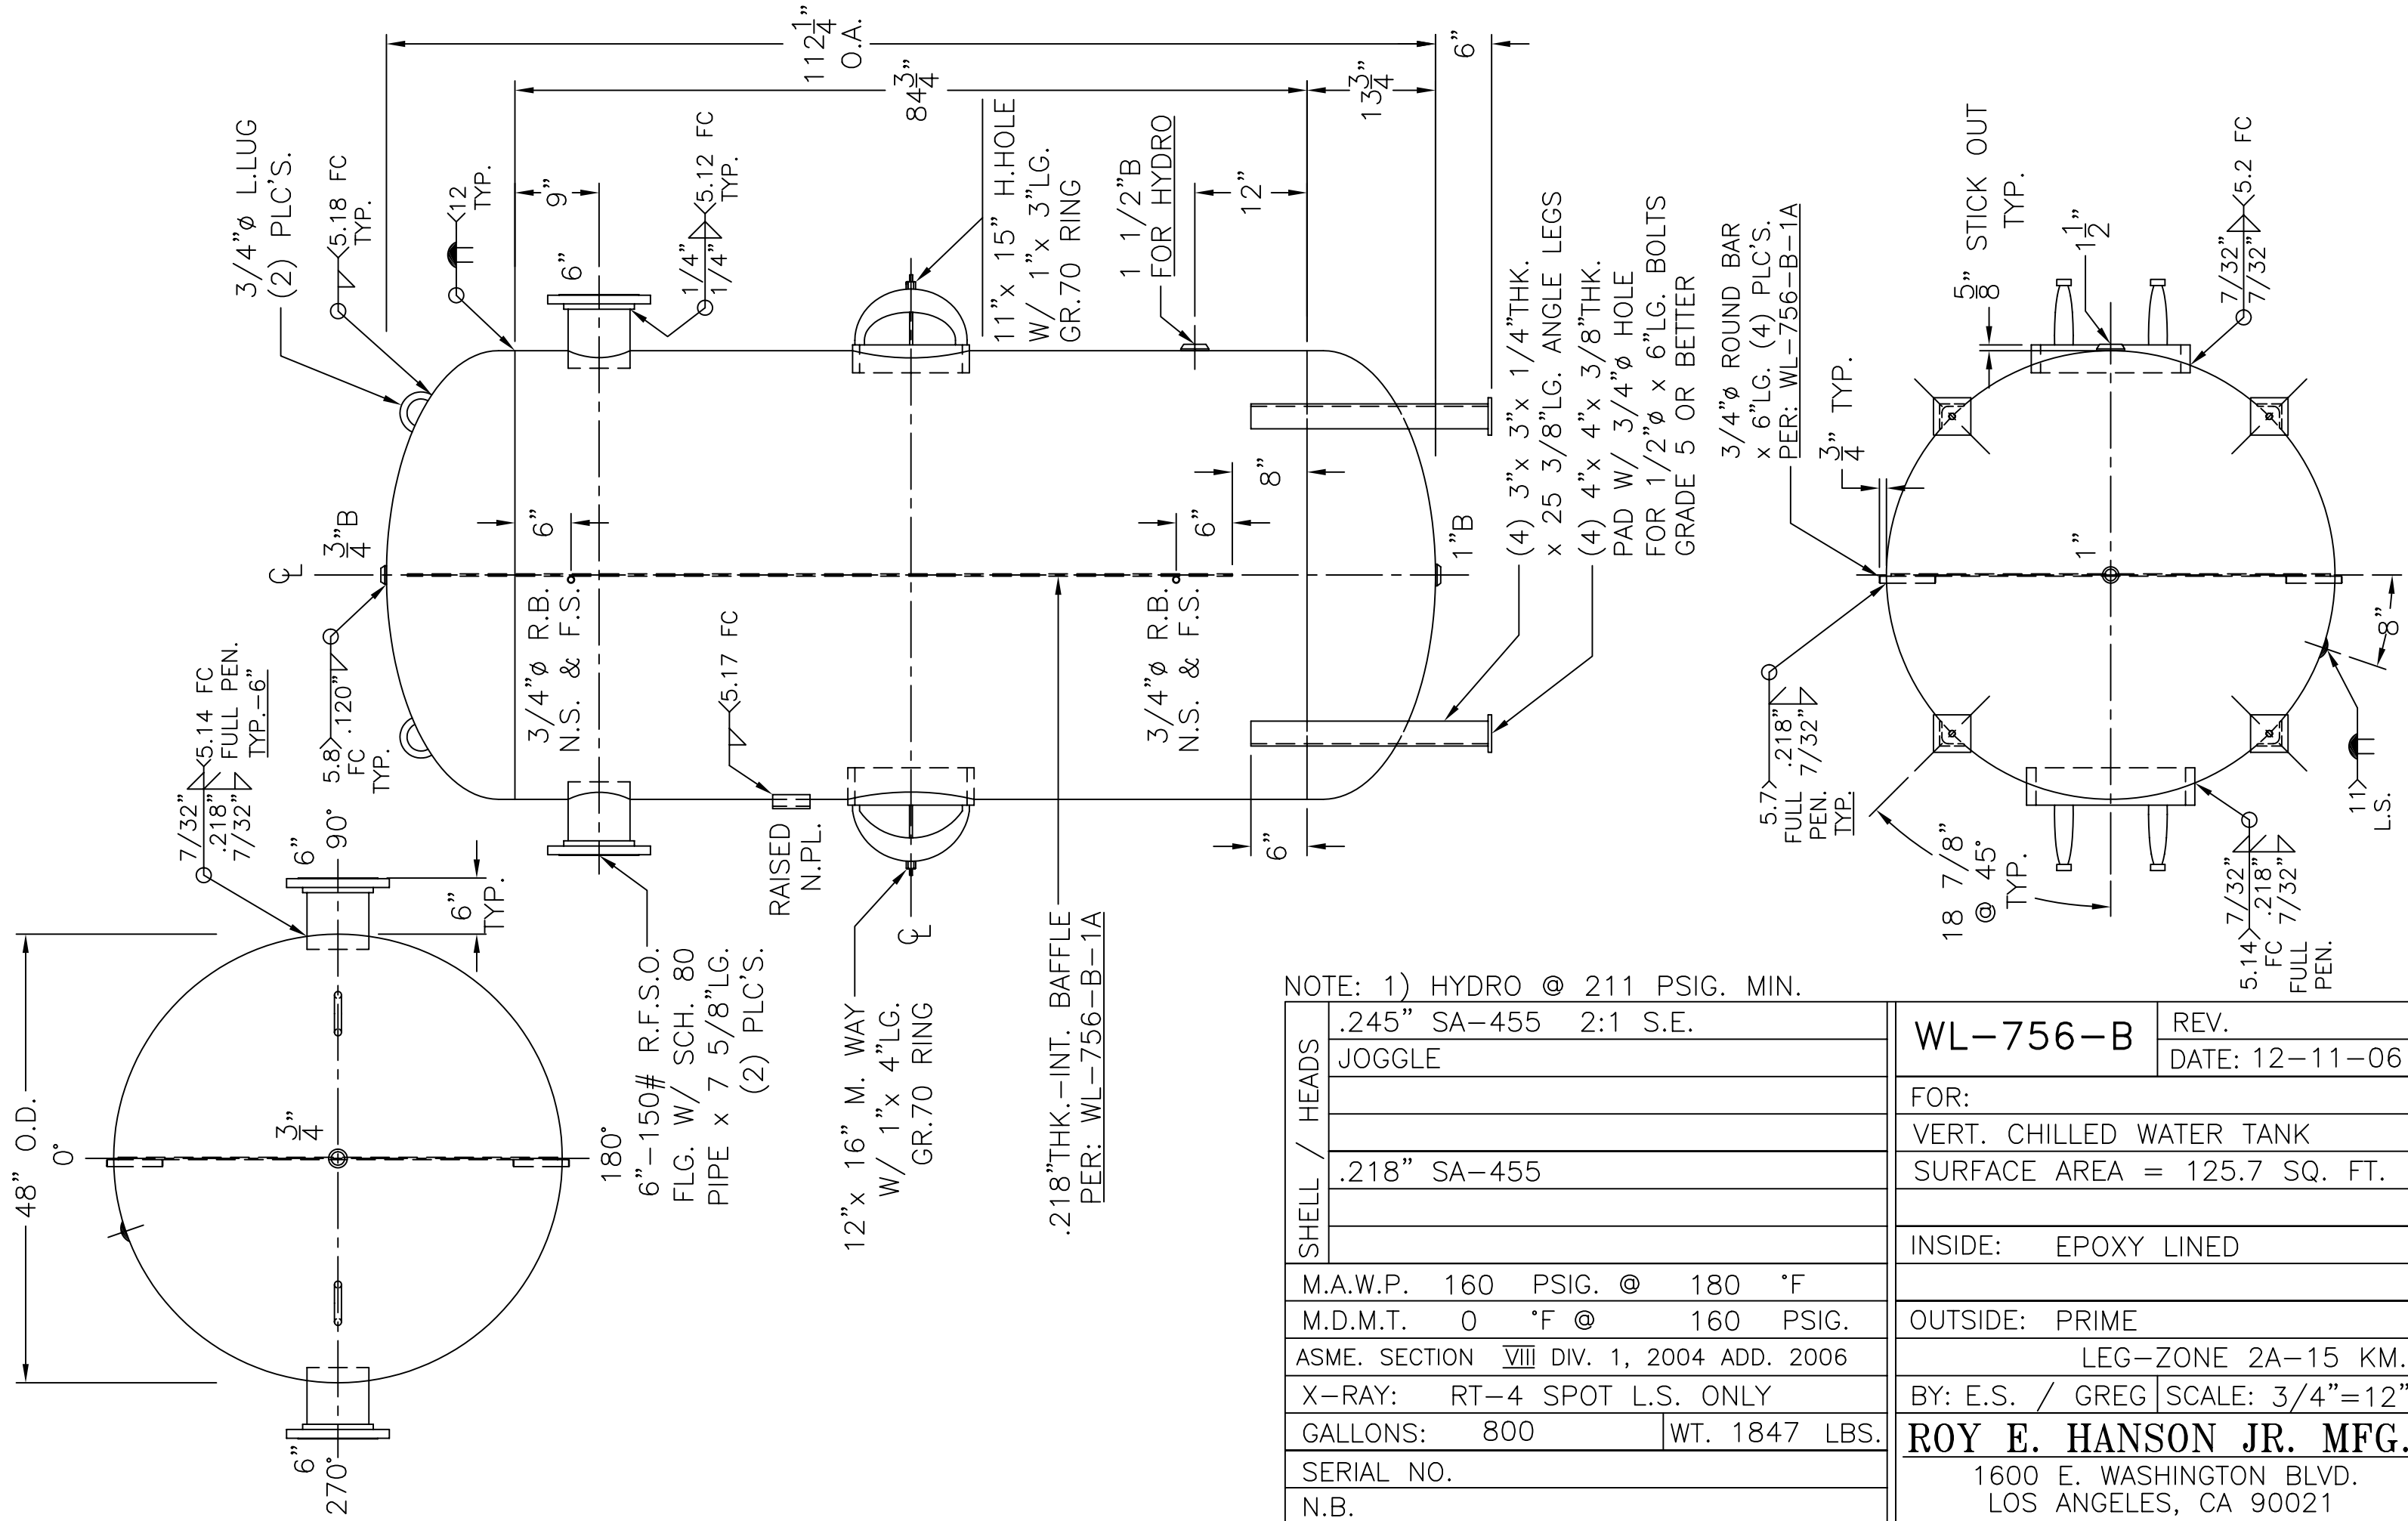 48" O.D.
0°
180°
90°
270°
6"
6"
3/4
6"
TYP.
7/32"
.218"
7/32"
5.14 FC
FULL PEN.
TYP.-6"
6"-150# R.F.S.O.
FLG. W/ SCH. 80
PIPE x 7 5/8"LG.
(2) PLC'S.
3/4"ø L.LUG
(2) PLC'S.
5.18 FC
TYP.
12
TYP.
112 1/4"
O.A.
84 3/4"
13 3/4"
6"
9"
6"
1/4"
1/4"
5.12 FC
TYP.
11"x 15" H.HOLE
W/ 1"x 3"LG.
GR.70 RING
1 1/2"B
FOR HYDRO
12"
CL
3/4"B
5.8
FC
TYP.
.120"
6"
3/4"ø R.B.
N.S. & F.S.
3/4"ø R.B.
N.S. & F.S.
6"
8"
1"B
5.17 FC
RAISED
N.PL.
6"
CL
12"x 16" M. WAY
W/ 1"x 4"LG.
GR.70 RING
.218"THK.-INT. BAFFLE
PER: WL-756-B-1A
(4) 3"x 3"x 1/4"THK.
x 25 3/8"LG. ANGLE LEGS
(4) 4"x 4"x 3/8"THK.
PAD W/ 3/4"ø HOLE
FOR 1/2"ø x 6"LG. BOLTS
GRADE 5 OR BETTER
3/4"ø ROUND BAR
x 6"LG. (4) PLC'S.
PER: WL-756-B-1A
3/4" TYP.
5/8" STICK OUT
TYP.
1 1/2"
7/32"
7/32"
5.2 FC
1"
5.7
FULL
PEN.
TYP.
.218"
7/32"
8"
11
L.S.
18 7/8"
@ 45°
TYP.
5.14
FC
FULL
PEN.
7/32"
.218"
7/32"
NOTE: 1) HYDRO @ 211 PSIG. MIN.
SHELL / HEADS
.245" SA-455 2:1 S.E.
JOGGLE
.218" SA-455
M.A.W.P. 160 PSIG. @ 180 °F
M.D.M.T. 0 °F @ 160 PSIG.
ASME. SECTION VIII DIV. 1, 2004 ADD. 2006
X-RAY: RT-4 SPOT L.S. ONLY
GALLONS: 800 WT. 1847 LBS.
SERIAL NO.
N.B.
WL-756-B
REV.
DATE: 12-11-06
FOR:
VERT. CHILLED WATER TANK
SURFACE AREA = 125.7 SQ. FT.
INSIDE: EPOXY LINED
OUTSIDE: PRIME
LEG-ZONE 2A-15 KM.
BY: E.S. / GREG SCALE: 3/4"=12"
ROY E. HANSON JR. MFG.
1600 E. WASHINGTON BLVD.
LOS ANGELES, CA 90021